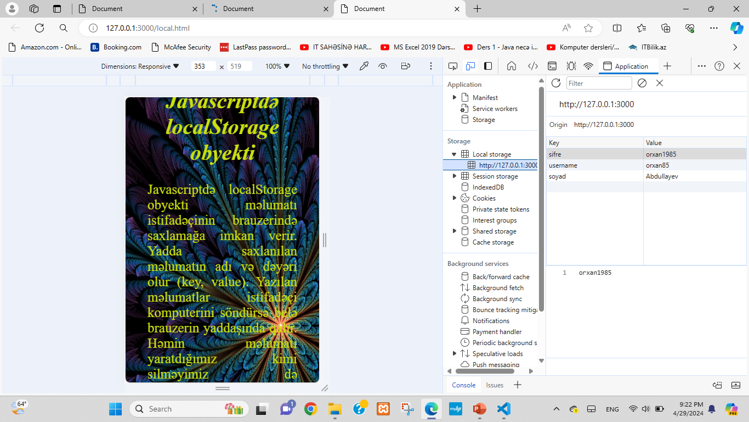 Document
Document
Document
127.0.0.1:3000/local.html
Amazon.com - Onli...
Booking.com
McAfee Security
LastPass password...
IT SAHƏSİNƏ HAR...
MS Excel 2019 Dərs...
Ders 1 - Java necə i...
Komputer dersleri/...
ITBilik.az
Dimensions: Responsive
353 × 519
100%
No throttling
Application
Filter
Application
Manifest
Service workers
Storage
Storage
Local storage
http://127.0.0.1:3000
Session storage
IndexedDB
Cookies
Private state tokens
Interest groups
Shared storage
Cache storage
Background services
Back/forward cache
Background fetch
Background sync
Bounce tracking mitiga
Notifications
Payment handler
Periodic background s
Speculative loads
Push messaging
http://127.0.0.1:3000
Origin http://127.0.0.1:3000
Key Value
sifre orxan1985
username orxan85
soyad Abdullayev
1 orxan1985
Javascriptdə
localStorage
obyekti
Javascriptdə localStorage
obyekti məlumatı
istifadəçinin brauzerində
saxlamağa imkan verir.
Yadda saxlanılan
məlumatın adı və dəyəri
olur (key, value). Yazılan
məlumatlar istifadəçi
komputerini söndürsə belə
brauzerin yaddaşında qalır.
Həmin məlumatı
yaratdığımız kimi
silməyimiz də
Console
Issues
64°
Search
1
ENG
9:22 PM
4/29/2024